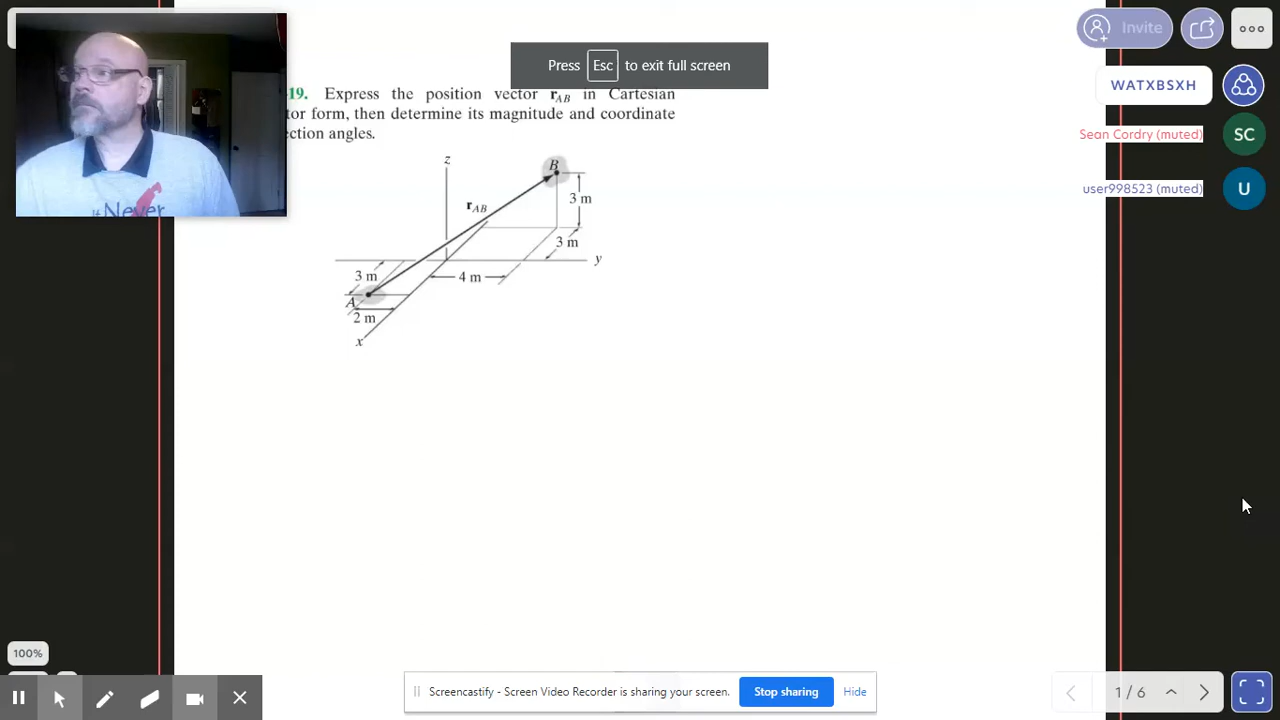 Press Esc to exit full screen
Invite
WATXBSXH
Sean Cordry (muted) SC
user998523 (muted) U
19. Express the position vector r_AB in Cartesian
tor form, then determine its magnitude and coordinate
ection angles.
z
B
r_AB
3 m
3 m
y
3 m
4 m
A
2 m
x
Never
100%
Screencastify - Screen Video Recorder is sharing your screen. Stop sharing Hide
1 / 6